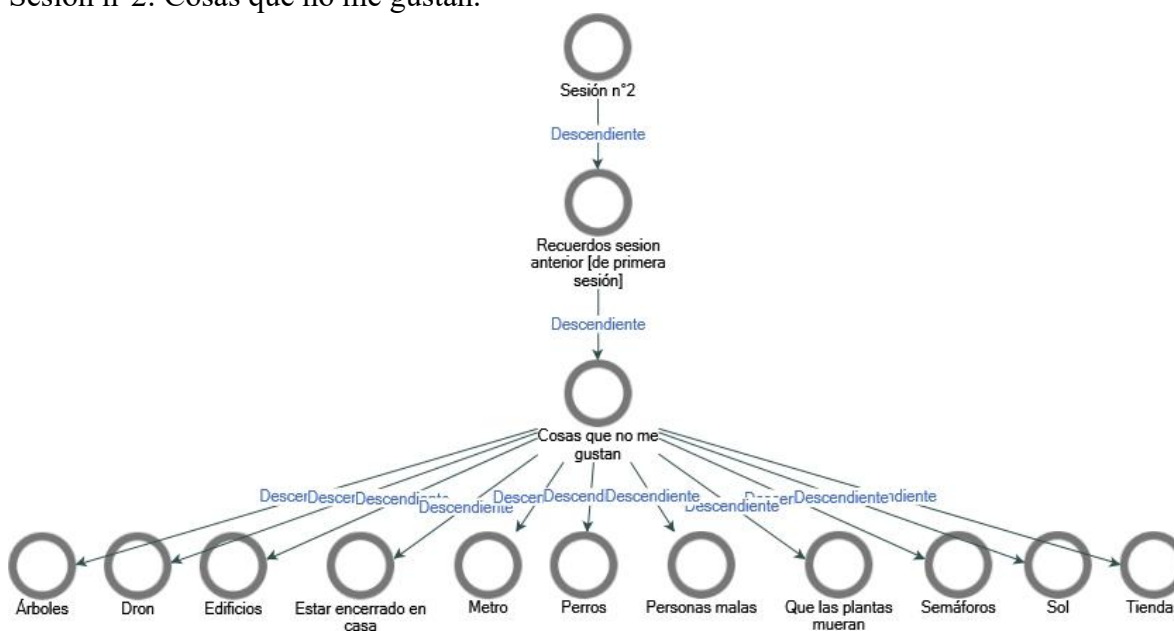 Sesión n°2: Cosas que no me gustan.
Sesión n°2
Descendiente
Recuerdos sesion
anterior [de primera
sesión]
Descendiente
Cosas que no me
gustan
Descendiente
Descendiente
Descendiente
Descendiente
Árboles
Dron
Edificios
Estar encerrado en
casa
Metro
Perros
Personas malas
Que las plantas
mueran
Semáforos
Sol
Tienda